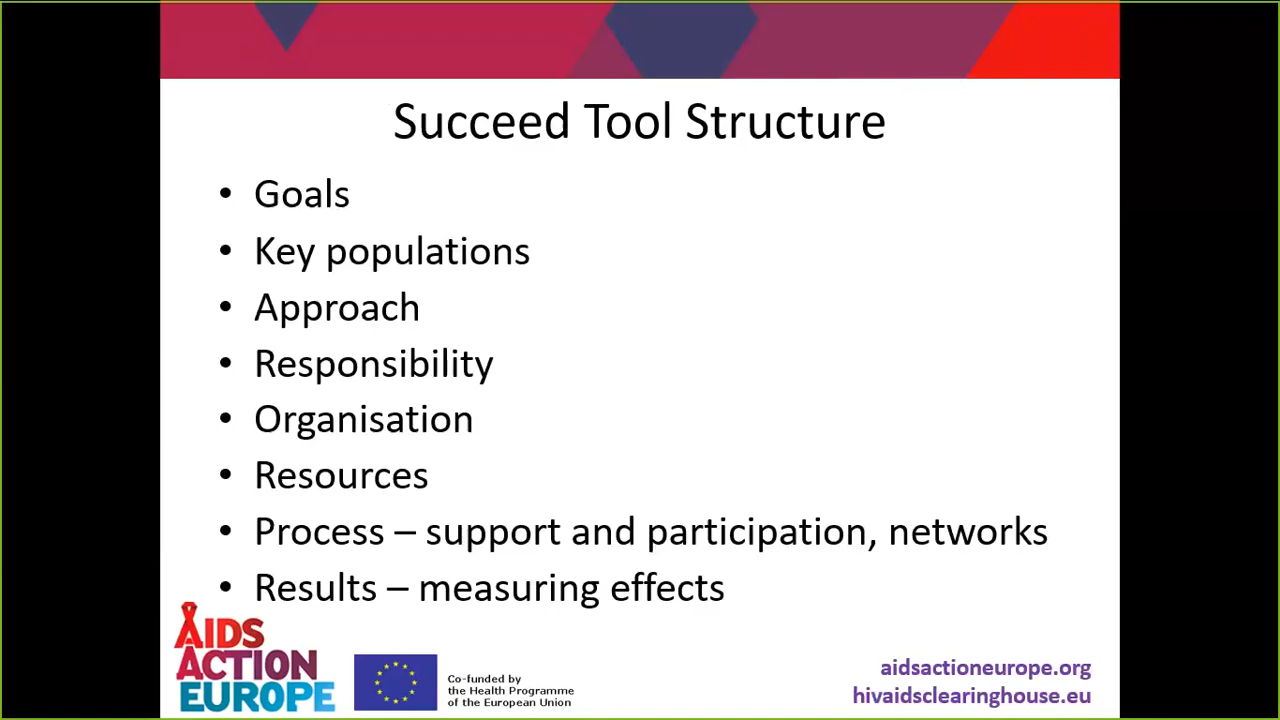 Succeed Tool Structure
• Goals
• Key populations
• Approach
• Responsibility
• Organisation
• Resources
• Process – support and participation, networks
• Results – measuring effects
AIDS
ACTION
EUROPE
Co-funded by
the Health Programme
of the European Union
aidsactioneurope.org
hivaidsclearinghouse.eu